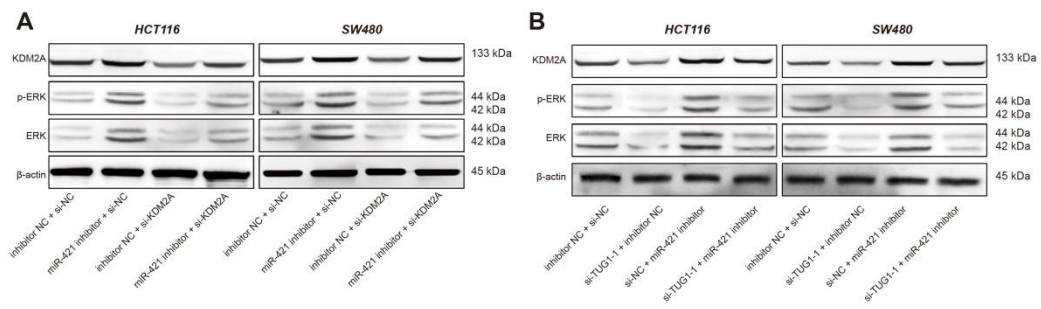 A
HCT116
SW480
KDM2A
133 kDa
p-ERK
44 kDa
42 kDa
ERK
44 kDa
42 kDa
β-actin
45 kDa
inhibitor NC + si-NC
miR-421 inhibitor + si-NC
inhibitor NC + si-KDM2A
miR-421 inhibitor + si-KDM2A
inhibitor NC + si-NC
miR-421 inhibitor + si-NC
inhibitor NC + si-KDM2A
miR-421 inhibitor + si-KDM2A
B
HCT116
SW480
KDM2A
133 kDa
p-ERK
44 kDa
42 kDa
ERK
44 kDa
42 kDa
β-actin
45 kDa
inhibitor NC + si-NC
si-TUG1-1 + inhibitor NC
si-NC + miR-421 inhibitor
si-TUG1-1 + miR-421 inhibitor
inhibitor NC + si-NC
si-TUG1-1 + inhibitor NC
si-NC + miR-421 inhibitor
si-TUG1-1 + miR-421 inhibitor